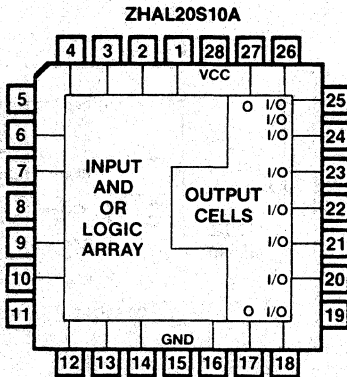 ZHAL20S10A
4 3 2 1 28 27 26
VCC
5 6 7 8 9 10 11
INPUT
AND
OR
LOGIC
ARRAY
OUTPUT
CELLS
O I/O
I/O
I/O
I/O
I/O
I/O
I/O
O I/O
25 24 23 22 21 20 19
GND
12 13 14 15 16 17 18